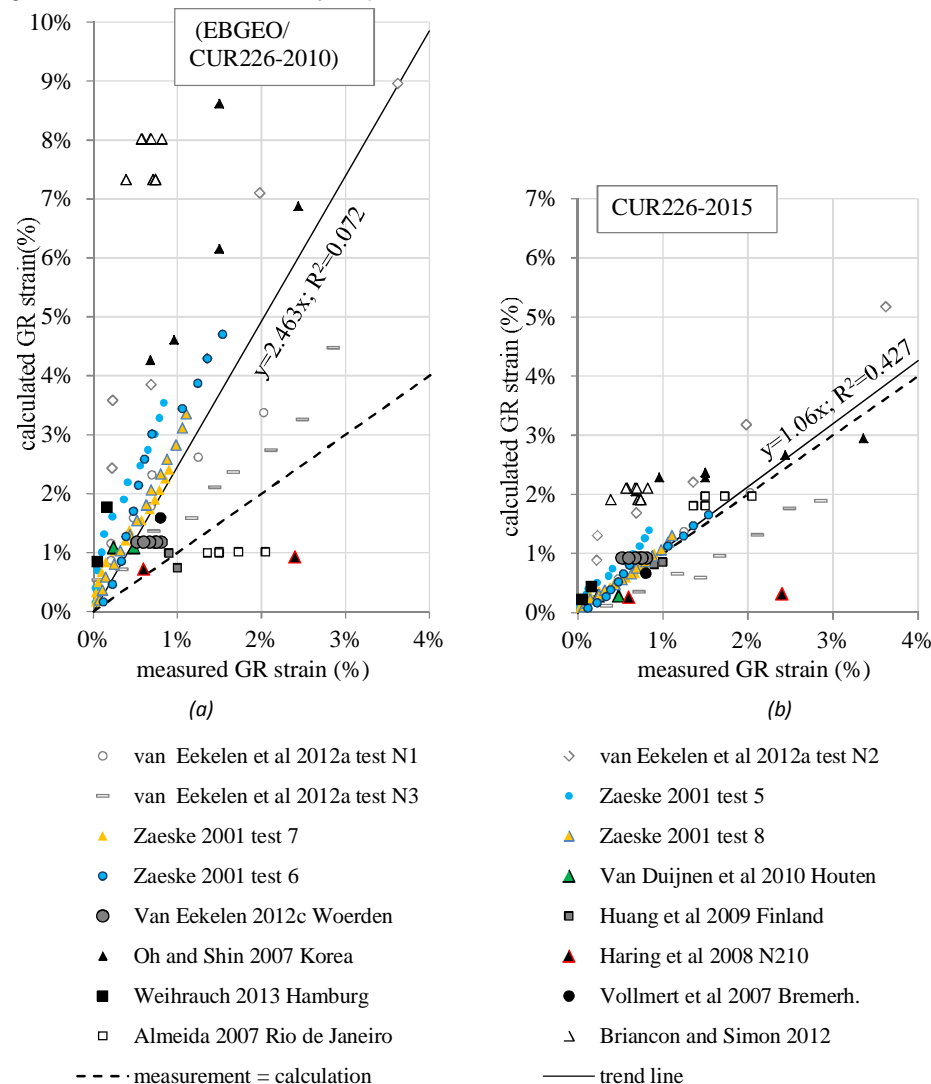 (EBGEO/
CUR226-2010)
10%
9%
8%
7%
6%
5%
4%
3%
2%
1%
0%
calculated GR strain(%)
y=2.463x; R²=0.072
0% 1% 2% 3% 4%
measured GR strain (%)
(a)
CUR226-2015
7%
6%
5%
4%
3%
2%
1%
0%
calculated GR strain (%)
y=1.06x; R²=0.427
0% 1% 2% 3% 4%
measured GR strain (%)
(b)
van Eekelen et al 2012a test N1
van Eekelen et al 2012a test N2
van Eekelen et al 2012a test N3
Zaeske 2001 test 5
Zaeske 2001 test 7
Zaeske 2001 test 8
Zaeske 2001 test 6
Van Duijnen et al 2010 Houten
Van Eekelen 2012c Woerden
Huang et al 2009 Finland
Oh and Shin 2007 Korea
Haring et al 2008 N210
Weihrauch 2013 Hamburg
Vollmert et al 2007 Bremerh.
Almeida 2007 Rio de Janeiro
Briancon and Simon 2012
measurement = calculation
trend line